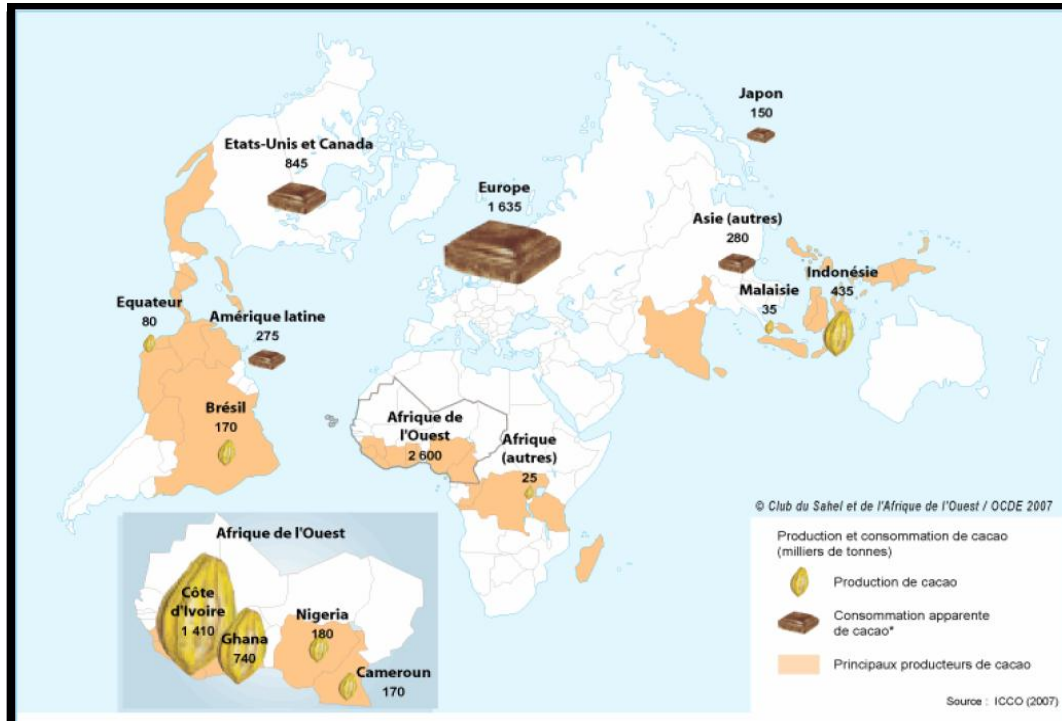 Japon
150
Etats-Unis et Canada
845
Europe
1 635
Asie (autres)
280
Indonésie
435
Malaisie
35
Equateur
80
Amérique latine
275
Brésil
170
Afrique de
l'Ouest
2 600
Afrique
(autres)
25
© Club du Sahel et de l'Afrique de l'Ouest / OCDE 2007
Production et consommation de cacao
(milliers de tonnes)
Production de cacao
Consommation apparente
de cacao*
Principaux producteurs de cacao
Source : ICCO (2007)
Afrique de l'Ouest
Côte
d'Ivoire
1 410
Ghana
740
Nigeria
180
Cameroun
170